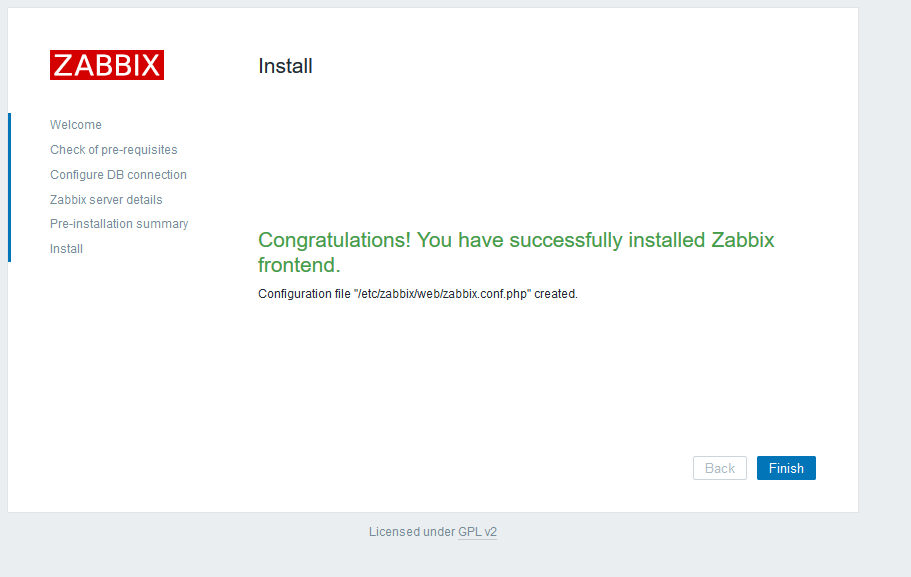 ZABBIX
Install
Welcome
Check of pre-requisites
Configure DB connection
Zabbix server details
Pre-installation summary
Install
Congratulations! You have successfully installed Zabbix
frontend.
Configuration file "/etc/zabbix/web/zabbix.conf.php" created.
Back
Finish
Licensed under GPL v2